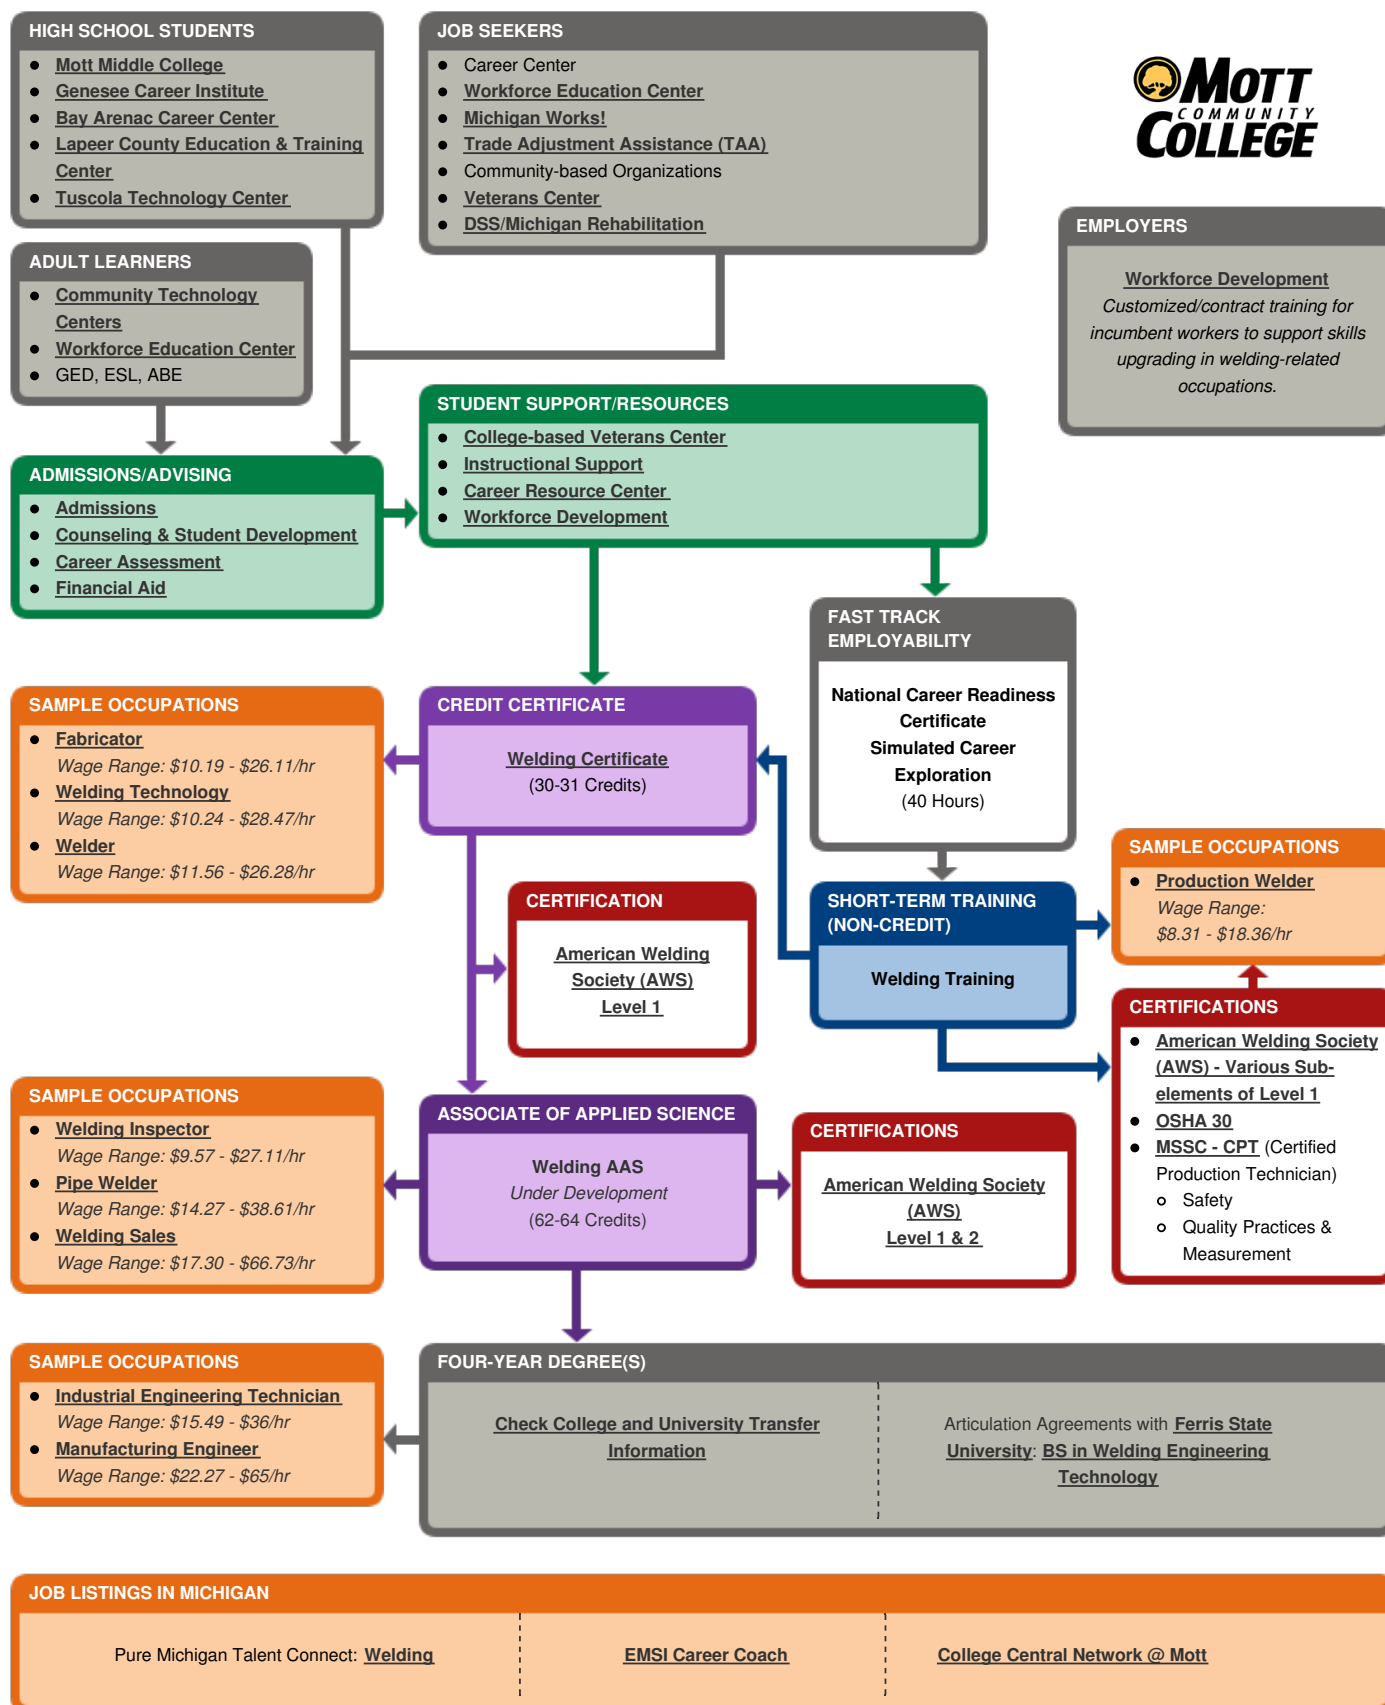 HIGH SCHOOL STUDENTS
Mott Middle College
Genesee Career Institute
Bay Arenac Career Center
Lapeer County Education & Training
Center
Tuscola Technology Center
JOB SEEKERS
Career Center
Workforce Education Center
Michigan Works!
Trade Adjustment Assistance (TAA)
Community-based Organizations
Veterans Center
DSS/Michigan Rehabilitation
MOTT
COMMUNITY
COLLEGE
EMPLOYERS
Workforce Development
Customized/contract training for
incumbent workers to support skills
upgrading in welding-related
occupations.
ADULT LEARNERS
Community Technology
Centers
Workforce Education Center
GED, ESL, ABE
STUDENT SUPPORT/RESOURCES
College-based Veterans Center
Instructional Support
Career Resource Center
Workforce Development
ADMISSIONS/ADVISING
Admissions
Counseling & Student Development
Career Assessment
Financial Aid
FAST TRACK
EMPLOYABILITY
National Career Readiness
Certificate
Simulated Career
Exploration
(40 Hours)
SAMPLE OCCUPATIONS
Fabricator
Wage Range: $10.19 - $26.11/hr
Welding Technology
Wage Range: $10.24 - $28.47/hr
Welder
Wage Range: $11.56 - $26.28/hr
CREDIT CERTIFICATE
Welding Certificate
(30-31 Credits)
SAMPLE OCCUPATIONS
Production Welder
Wage Range:
$8.31 - $18.36/hr
CERTIFICATION
American Welding
Society (AWS)
Level 1
SHORT-TERM TRAINING
(NON-CREDIT)
Welding Training
CERTIFICATIONS
American Welding Society
(AWS) - Various Sub-
elements of Level 1
OSHA 30
MSSC - CPT (Certified
Production Technician)
Safety
Quality Practices &
Measurement
SAMPLE OCCUPATIONS
Welding Inspector
Wage Range: $9.57 - $27.11/hr
Pipe Welder
Wage Range: $14.27 - $38.61/hr
Welding Sales
Wage Range: $17.30 - $66.73/hr
ASSOCIATE OF APPLIED SCIENCE
Welding AAS
Under Development
(62-64 Credits)
CERTIFICATIONS
American Welding Society
(AWS)
Level 1 & 2
SAMPLE OCCUPATIONS
Industrial Engineering Technician
Wage Range: $15.49 - $36/hr
Manufacturing Engineer
Wage Range: $22.27 - $65/hr
FOUR-YEAR DEGREE(S)
Check College and University Transfer
Information
Articulation Agreements with Ferris State
University: BS in Welding Engineering
Technology
JOB LISTINGS IN MICHIGAN
Pure Michigan Talent Connect: Welding
EMSI Career Coach
College Central Network @ Mott